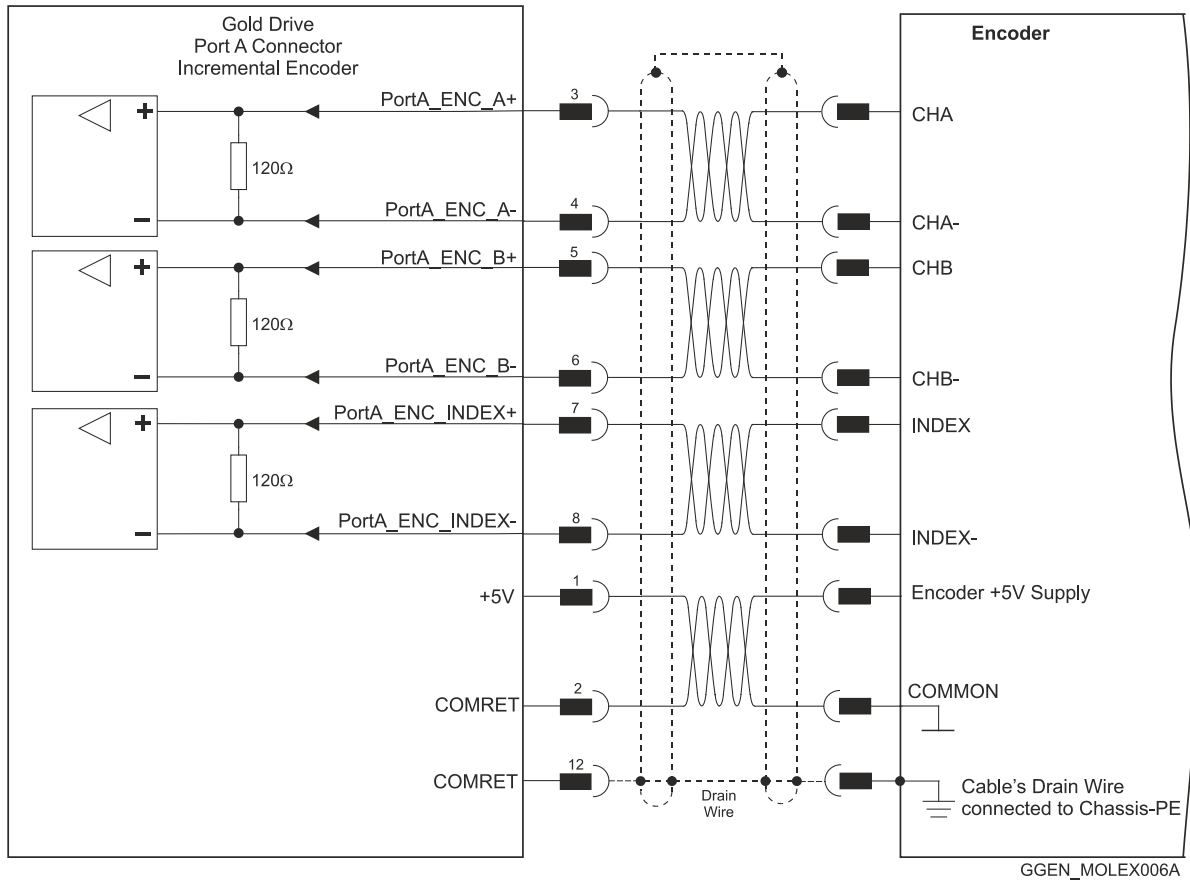 Gold Drive
Port A Connector
Incremental Encoder
Encoder
+
PortA_ENC_A+
3
CHA
120Ω
−
PortA_ENC_A-
4
CHA-
+
PortA_ENC_B+
5
CHB
120Ω
−
PortA_ENC_B-
6
CHB-
+
PortA_ENC_INDEX+
7
INDEX
120Ω
−
PortA_ENC_INDEX-
8
INDEX-
+5V
1
Encoder +5V Supply
COMRET
2
COMMON
COMRET
12
Drain
Wire
Cable's Drain Wire
connected to Chassis-PE
GGEN_MOLEX006A